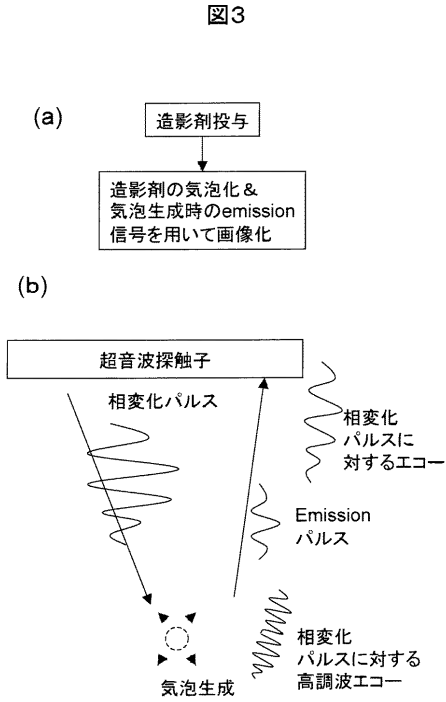 図3
(a)
造影剤投与
造影剤の気泡化 &
気泡生成時のemission
信号を用いて画像化
(b)
超音波探触子
相変化パルス
相変化
パルスに
対するエコー
Emission
パルス
相変化
パルスに対する
高調波エコー
気泡生成